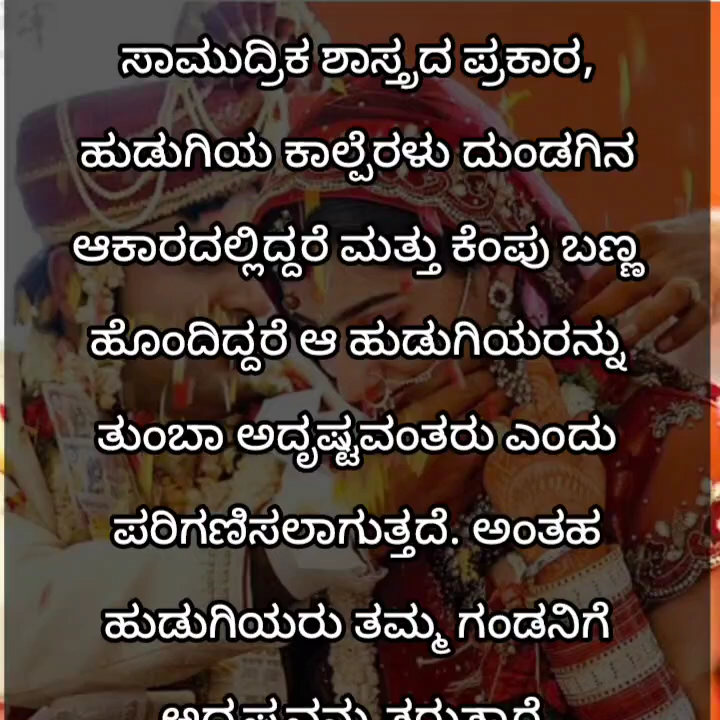 ಸಾಮುದ್ರಿಕ ಶಾಸ್ತ್ರದ ಪ್ರಕಾರ,
ಹುಡುಗಿಯ ಕಾಲ್ಬೆರಳು ದುಂಡಗಿನ
ಆಕಾರದಲ್ಲಿದ್ದರೆ ಮತ್ತು ಕೆಂಪು ಬಣ್ಣ
ಹೊಂದಿದ್ದರೆ ಆ ಹುಡುಗಿಯರನ್ನು
ತುಂಬಾ ಅದೃಷ್ಟವಂತರು ಎಂದು
ಪರಿಗಣಿಸಲಾಗುತ್ತದೆ. ಅಂತಹ
ಹುಡುಗಿಯರು ತಮ್ಮ ಗಂಡನಿಗೆ